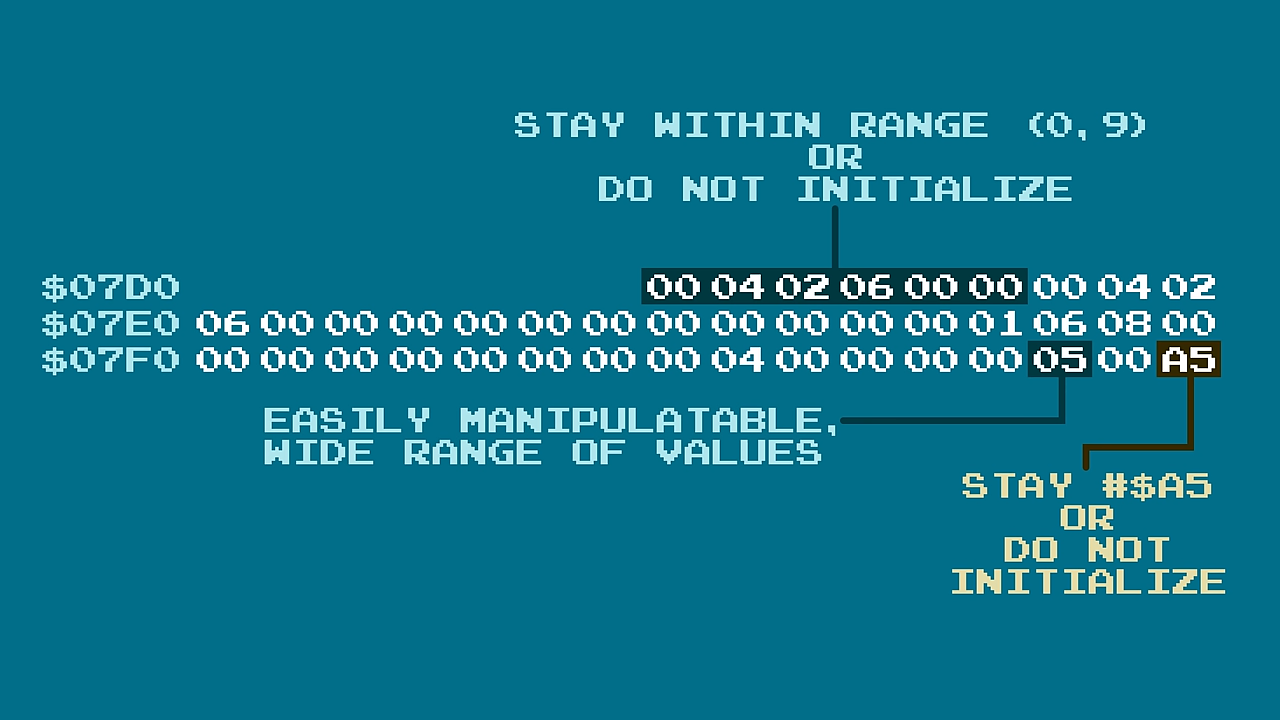 STAY WITHIN RANGE (0,9)
OR
DO NOT INITIALIZE
$07D0 00 04 02 06 00 00 00 04 02
$07E0 06 00 00 00 00 00 00 00 00 00 00 00 01 06 08 00
$07F0 00 00 00 00 00 00 00 00 04 00 00 00 00 05 00 A5
EASILY MANIPULATABLE,
WIDE RANGE OF VALUES
STAY #$A5
OR
DO NOT
INITIALIZE